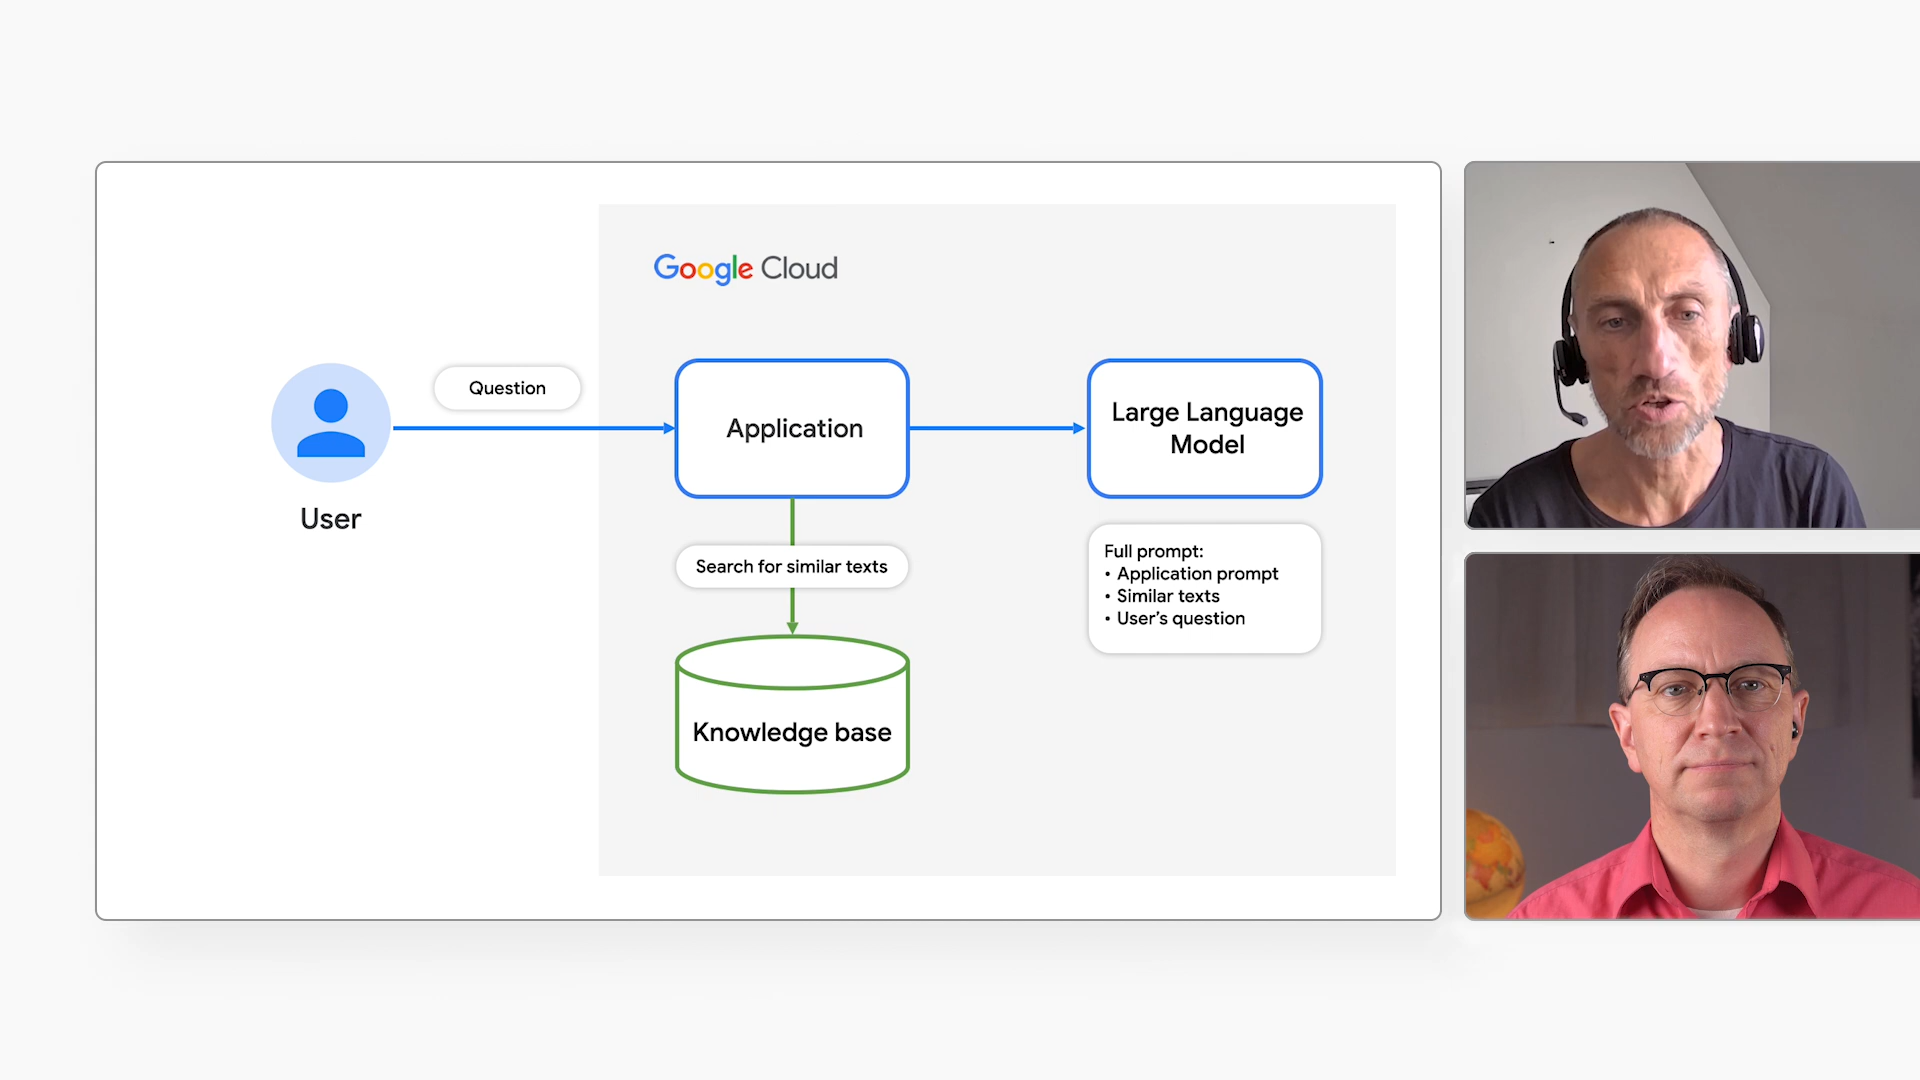 Google Cloud
Question
Application
Large Language
Model
User
Search for similar texts
Full prompt:
• Application prompt
• Similar texts
• User’s question
Knowledge base